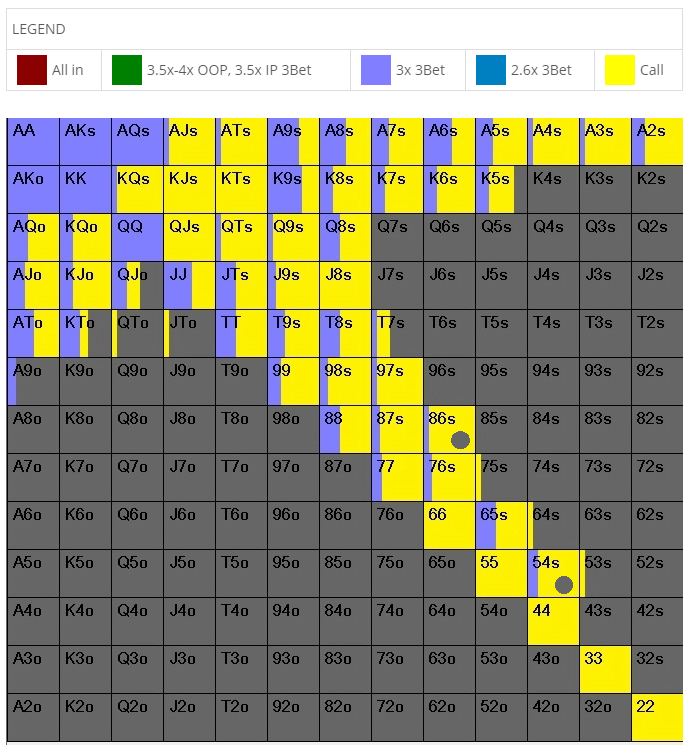 LEGEND
All in 3.5x-4x OOP, 3.5x IP 3Bet 3x 3Bet 2.6x 3Bet Call
AA AKs AQs AJs ATs A9s A8s A7s A6s A5s A4s A3s A2s
AKo KK KQs KJs KTs K9s K8s K7s K6s K5s K4s K3s K2s
AQo KQo QQ QJs QTs Q9s Q8s Q7s Q6s Q5s Q4s Q3s Q2s
AJo KJo QJo JJ JTs J9s J8s J7s J6s J5s J4s J3s J2s
ATo KTo QTo JTo TT T9s T8s T7s T6s T5s T4s T3s T2s
A9o K9o Q9o J9o T9o 99 98s 97s 96s 95s 94s 93s 92s
A8o K8o Q8o J8o T8o 98o 88 87s 86s 85s 84s 83s 82s
A7o K7o Q7o J7o T7o 97o 87o 77 76s 75s 74s 73s 72s
A6o K6o Q6o J6o T6o 96o 86o 76o 66 65s 64s 63s 62s
A5o K5o Q5o J5o T5o 95o 85o 75o 65o 55 54s 53s 52s
A4o K4o Q4o J4o T4o 94o 84o 74o 64o 54o 44 43s 42s
A3o K3o Q3o J3o T3o 93o 83o 73o 63o 53o 43o 33 32s
A2o K2o Q2o J2o T2o 92o 82o 72o 62o 52o 42o 32o 22